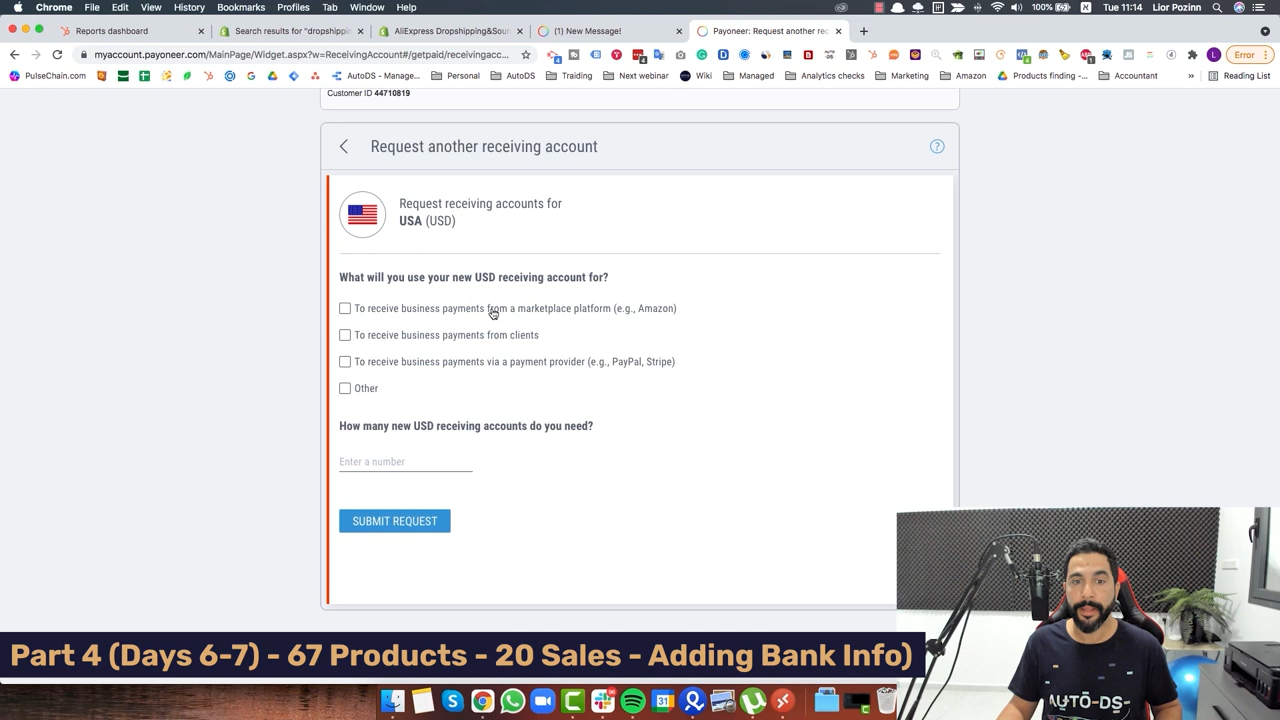 Chrome File Edit View History Bookmarks Profiles Tab Window Help Tue 11:14 Lior Pozinn
Reports dashboard Search results for "dropshippi AliExpress Dropshipping&Sour (1) New Message! Payoneer: Request another rec
myaccount.payoneer.com/MainPage/Widget.aspx?w=ReceivingAccount#/getpaid/receivingacc... Error
PulseChain.com AutoDS - Manage... Personal AutoDS Traiding Next webinar Wiki Managed Analytics checks Marketing Amazon Products finding -... Accountant » Reading List
Customer ID 44710819
Request another receiving account
Request receiving accounts for
USA (USD)
What will you use your new USD receiving account for?
To receive business payments from a marketplace platform (e.g., Amazon)
To receive business payments from clients
To receive business payments via a payment provider (e.g., PayPal, Stripe)
Other
How many new USD receiving accounts do you need?
Enter a number
SUBMIT REQUEST
Part 4 (Days 6-7) - 67 Products - 20 Sales - Adding Bank Info)
AUTO-DS